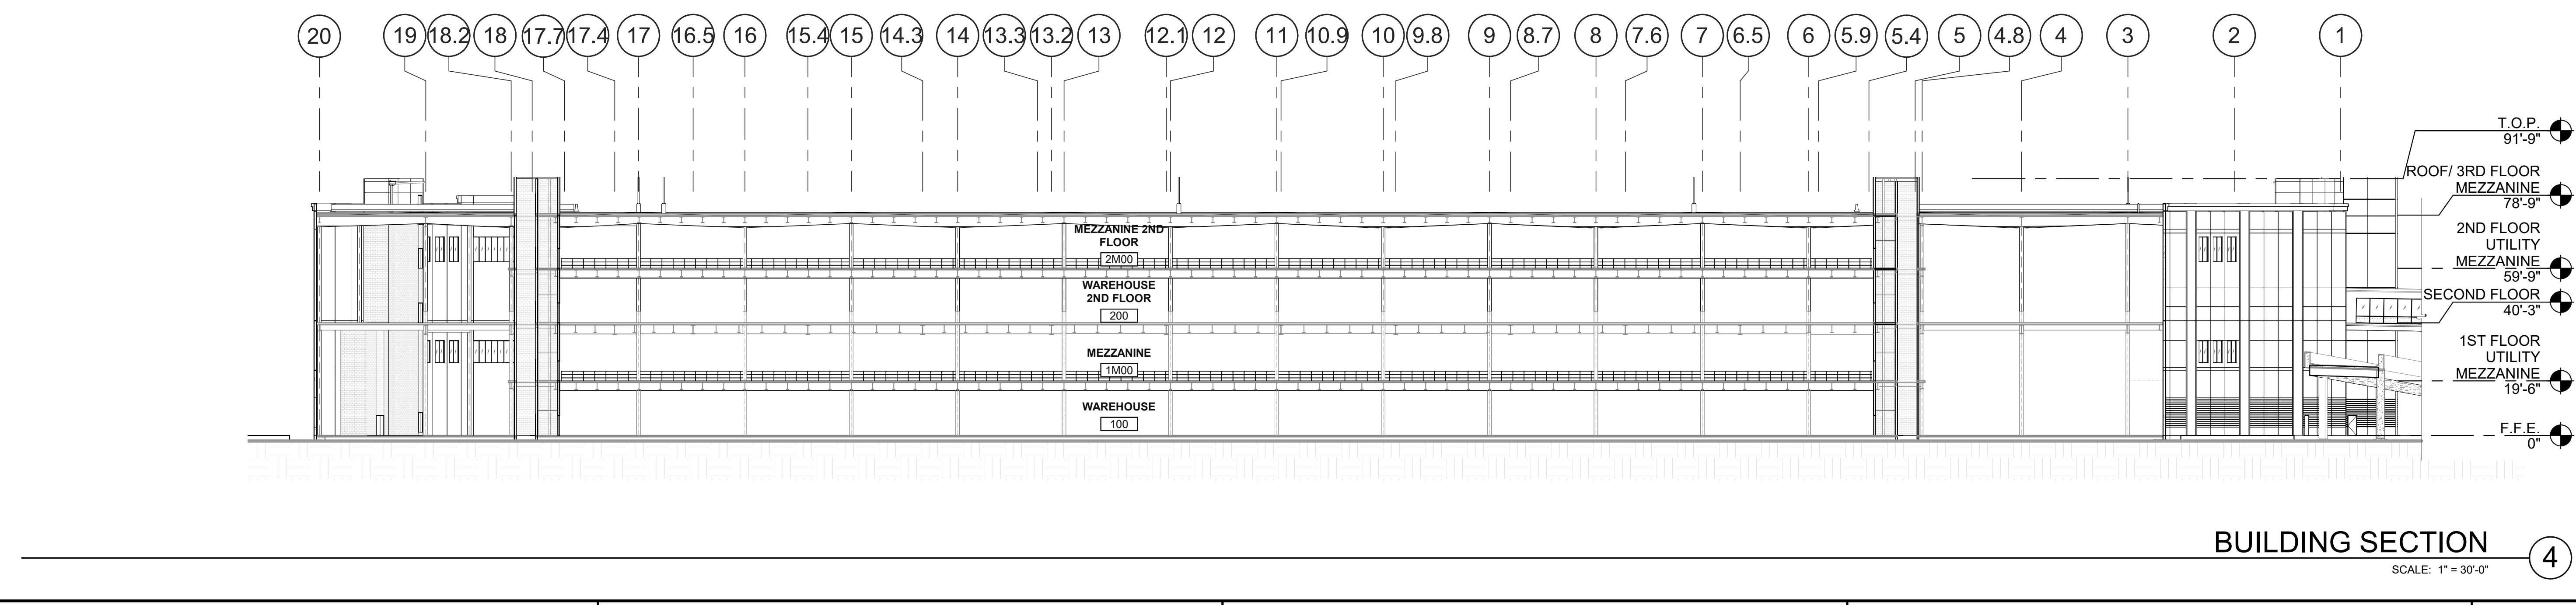 20 19 18.2 18 17.7 17.4 17 16.5 16 15.4 15 14.3 14 13.3 13.2 13 12.1 12 11 10.9 10 9.8 9 8.7 8 7.6 7 6.5 6 5.9 5.4 5 4.8 4 3 2 1
T.O.P.
91'-9"
ROOF/ 3RD FLOOR
MEZZANINE
78'-9"
2ND FLOOR
UTILITY
MEZZANINE
59'-9"
SECOND FLOOR
40'-3"
1ST FLOOR
UTILITY
MEZZANINE
19'-6"
F.F.E.
0"
MEZZANINE 2ND
FLOOR
2M00
WAREHOUSE
2ND FLOOR
200
MEZZANINE
1M00
WAREHOUSE
100
BUILDING SECTION
4
SCALE: 1" = 30'-0"